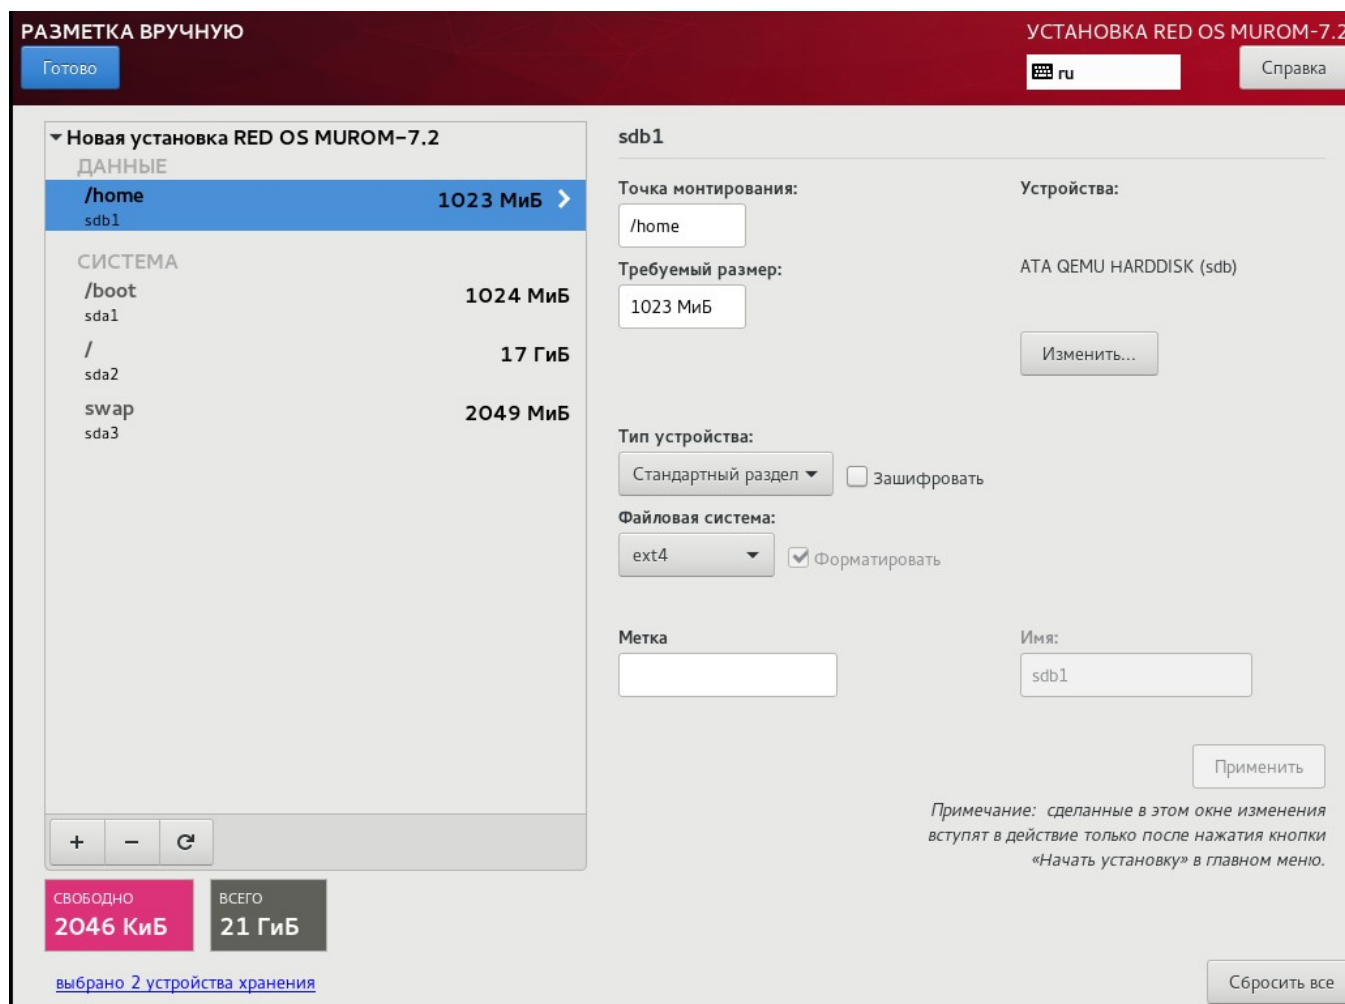 РАЗМЕТКА ВРУЧНУЮ
УСТАНОВКА RED OS MUROM-7.2
Готово
ru
Справка
Новая установка RED OS MUROM-7.2
ДАННЫЕ
/home
1023 МиБ
sdb1
СИСТЕМА
/boot
1024 МиБ
sda1
/
17 ГиБ
sda2
swap
2049 МиБ
sda3
sdb1
Точка монтирования:
/home
Требуемый размер:
1023 МиБ
Устройства:
ATA QEMU HARDDISK (sdb)
Изменить...
Тип устройства:
Стандартный раздел
Зашифровать
Файловая система:
ext4
Форматировать
Метка
Имя:
sdb1
Применить
Примечание: сделанные в этом окне изменения
вступят в действие только после нажатия кнопки
«Начать установку» в главном меню.
+ −
СВОБОДНО
2046 КиБ
ВСЕГО
21 ГиБ
выбрано 2 устройства хранения
Сбросить все